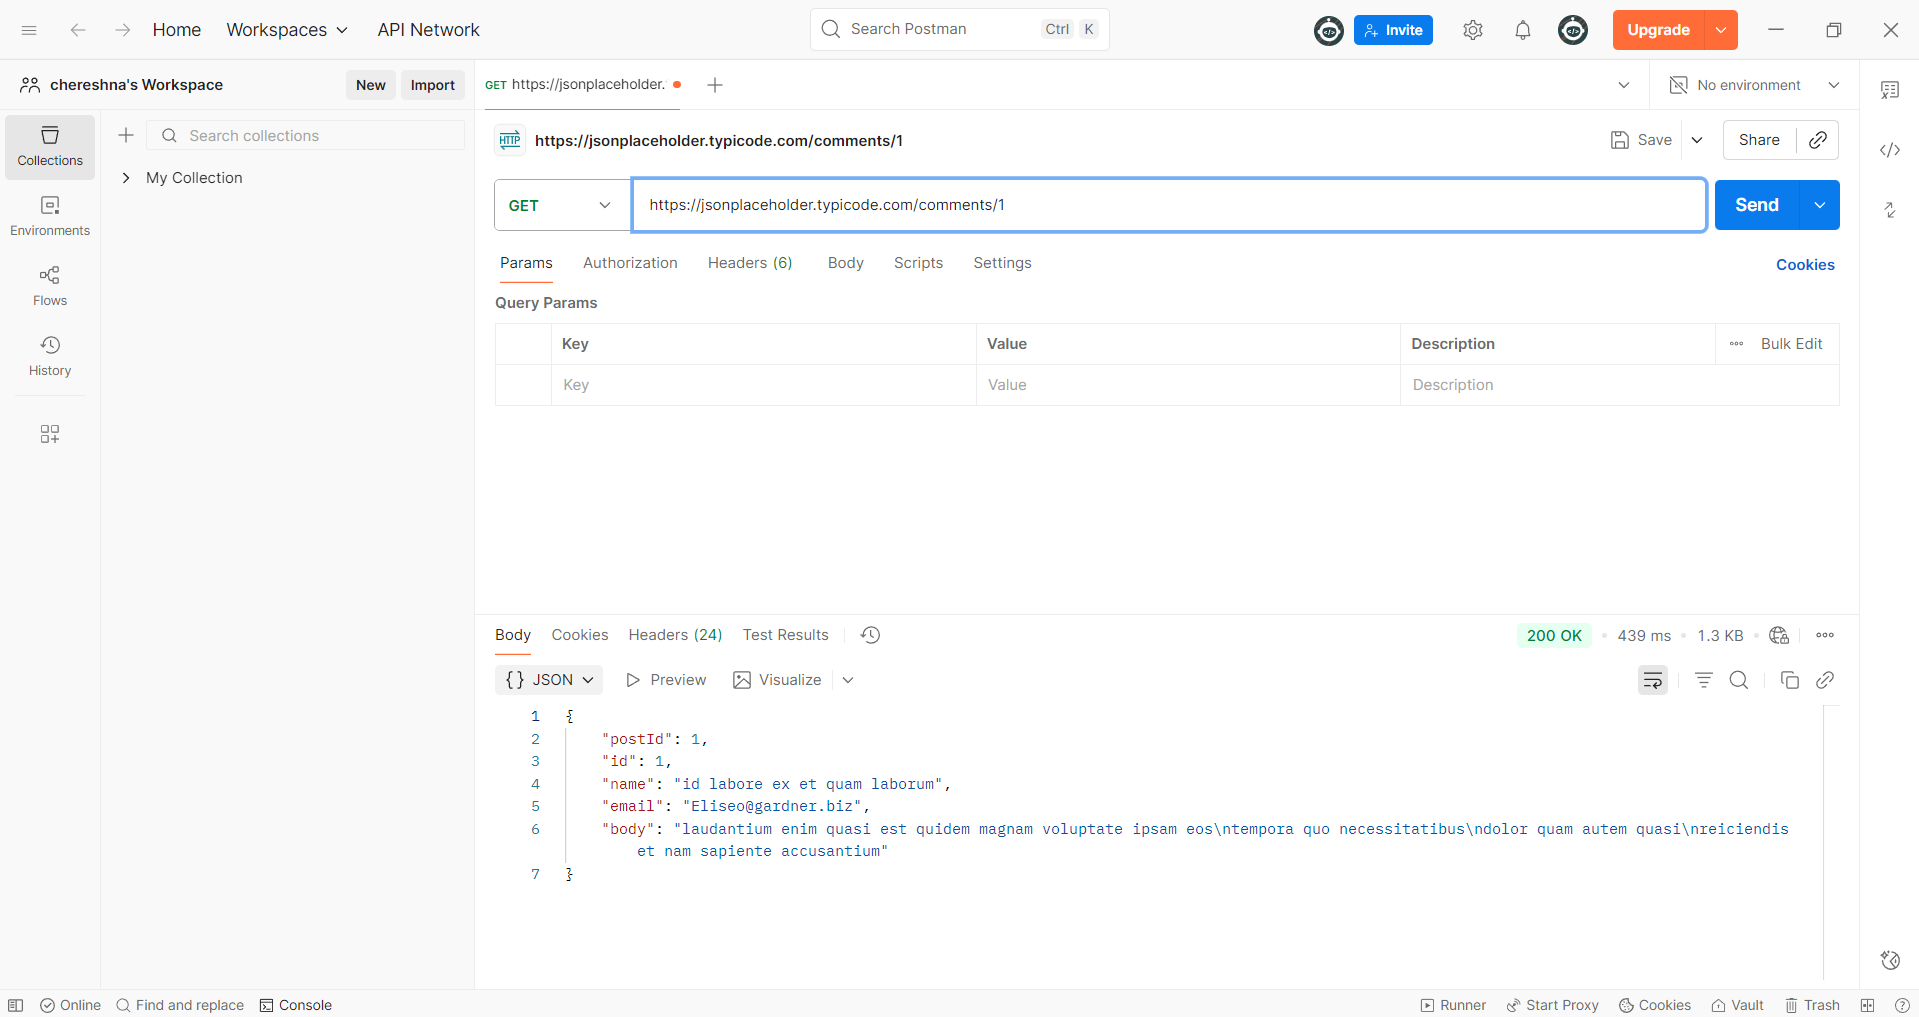 Home Workspaces API Network Search Postman Ctrl K Invite Upgrade
chereshna's Workspace New Import GET https://jsonplaceholder. No environment
Collections
Environments
Flows
History
Search collections
My Collection
HTTP https://jsonplaceholder.typicode.com/comments/1 Save Share
GET https://jsonplaceholder.typicode.com/comments/1 Send
Params Authorization Headers (6) Body Scripts Settings Cookies
Query Params
Key Value Description Bulk Edit
Key Value Description
Body Cookies Headers (24) Test Results 200 OK 439 ms 1.3 KB
{} JSON Preview Visualize
1 {
2 "postId": 1,
3 "id": 1,
4 "name": "id labore ex et quam laborum",
5 "email": "Eliseo@gardner.biz",
6 "body": "laudantium enim quasi est quidem magnam voluptate ipsam eos\ntempora quo necessitatibus\ndolor quam autem quasi\nreiciendis
et nam sapiente accusantium"
7 }
Online Find and replace Console Runner Start Proxy Cookies Vault Trash